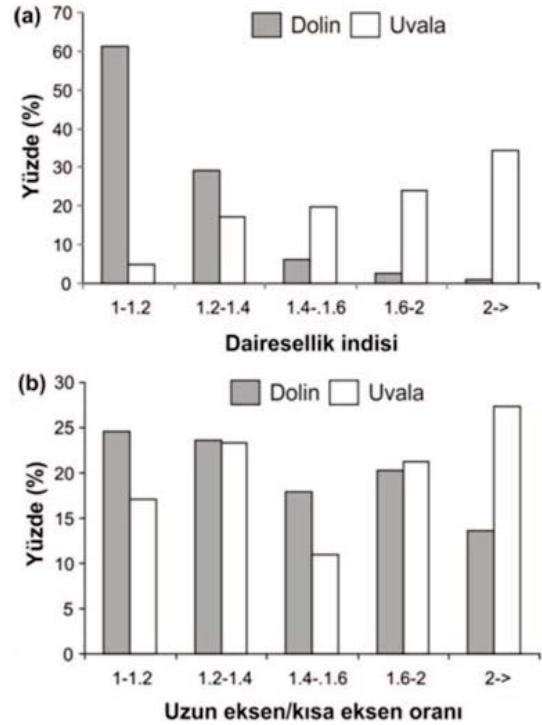 (a)
Dolin Uvala
Yüzde (%)
70
60
50
40
30
20
10
0
1-1.2 1.2-1.4 1.4-.1.6 1.6-2 2->
Dairesellik indisi
(b)
Dolin Uvala
Yüzde (%)
30
25
20
15
10
5
0
1-1.2 1.2-1.4 1.4-.1.6 1.6-2 2->
Uzun eksen/kısa eksen oranı